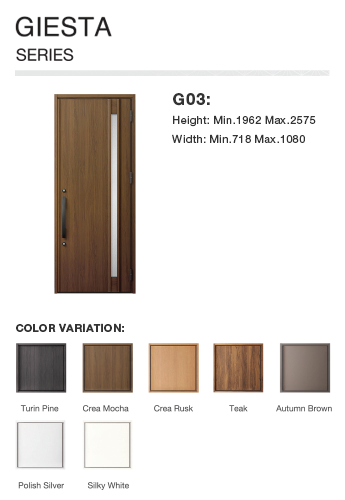 GIESTA
SERIES
G03:
Height: Min.1962 Max.2575
Width: Min.718 Max.1080
COLOR VARIATION:
Turin Pine Crea Mocha Crea Rusk Teak Autumn Brown
Polish Silver Silky White